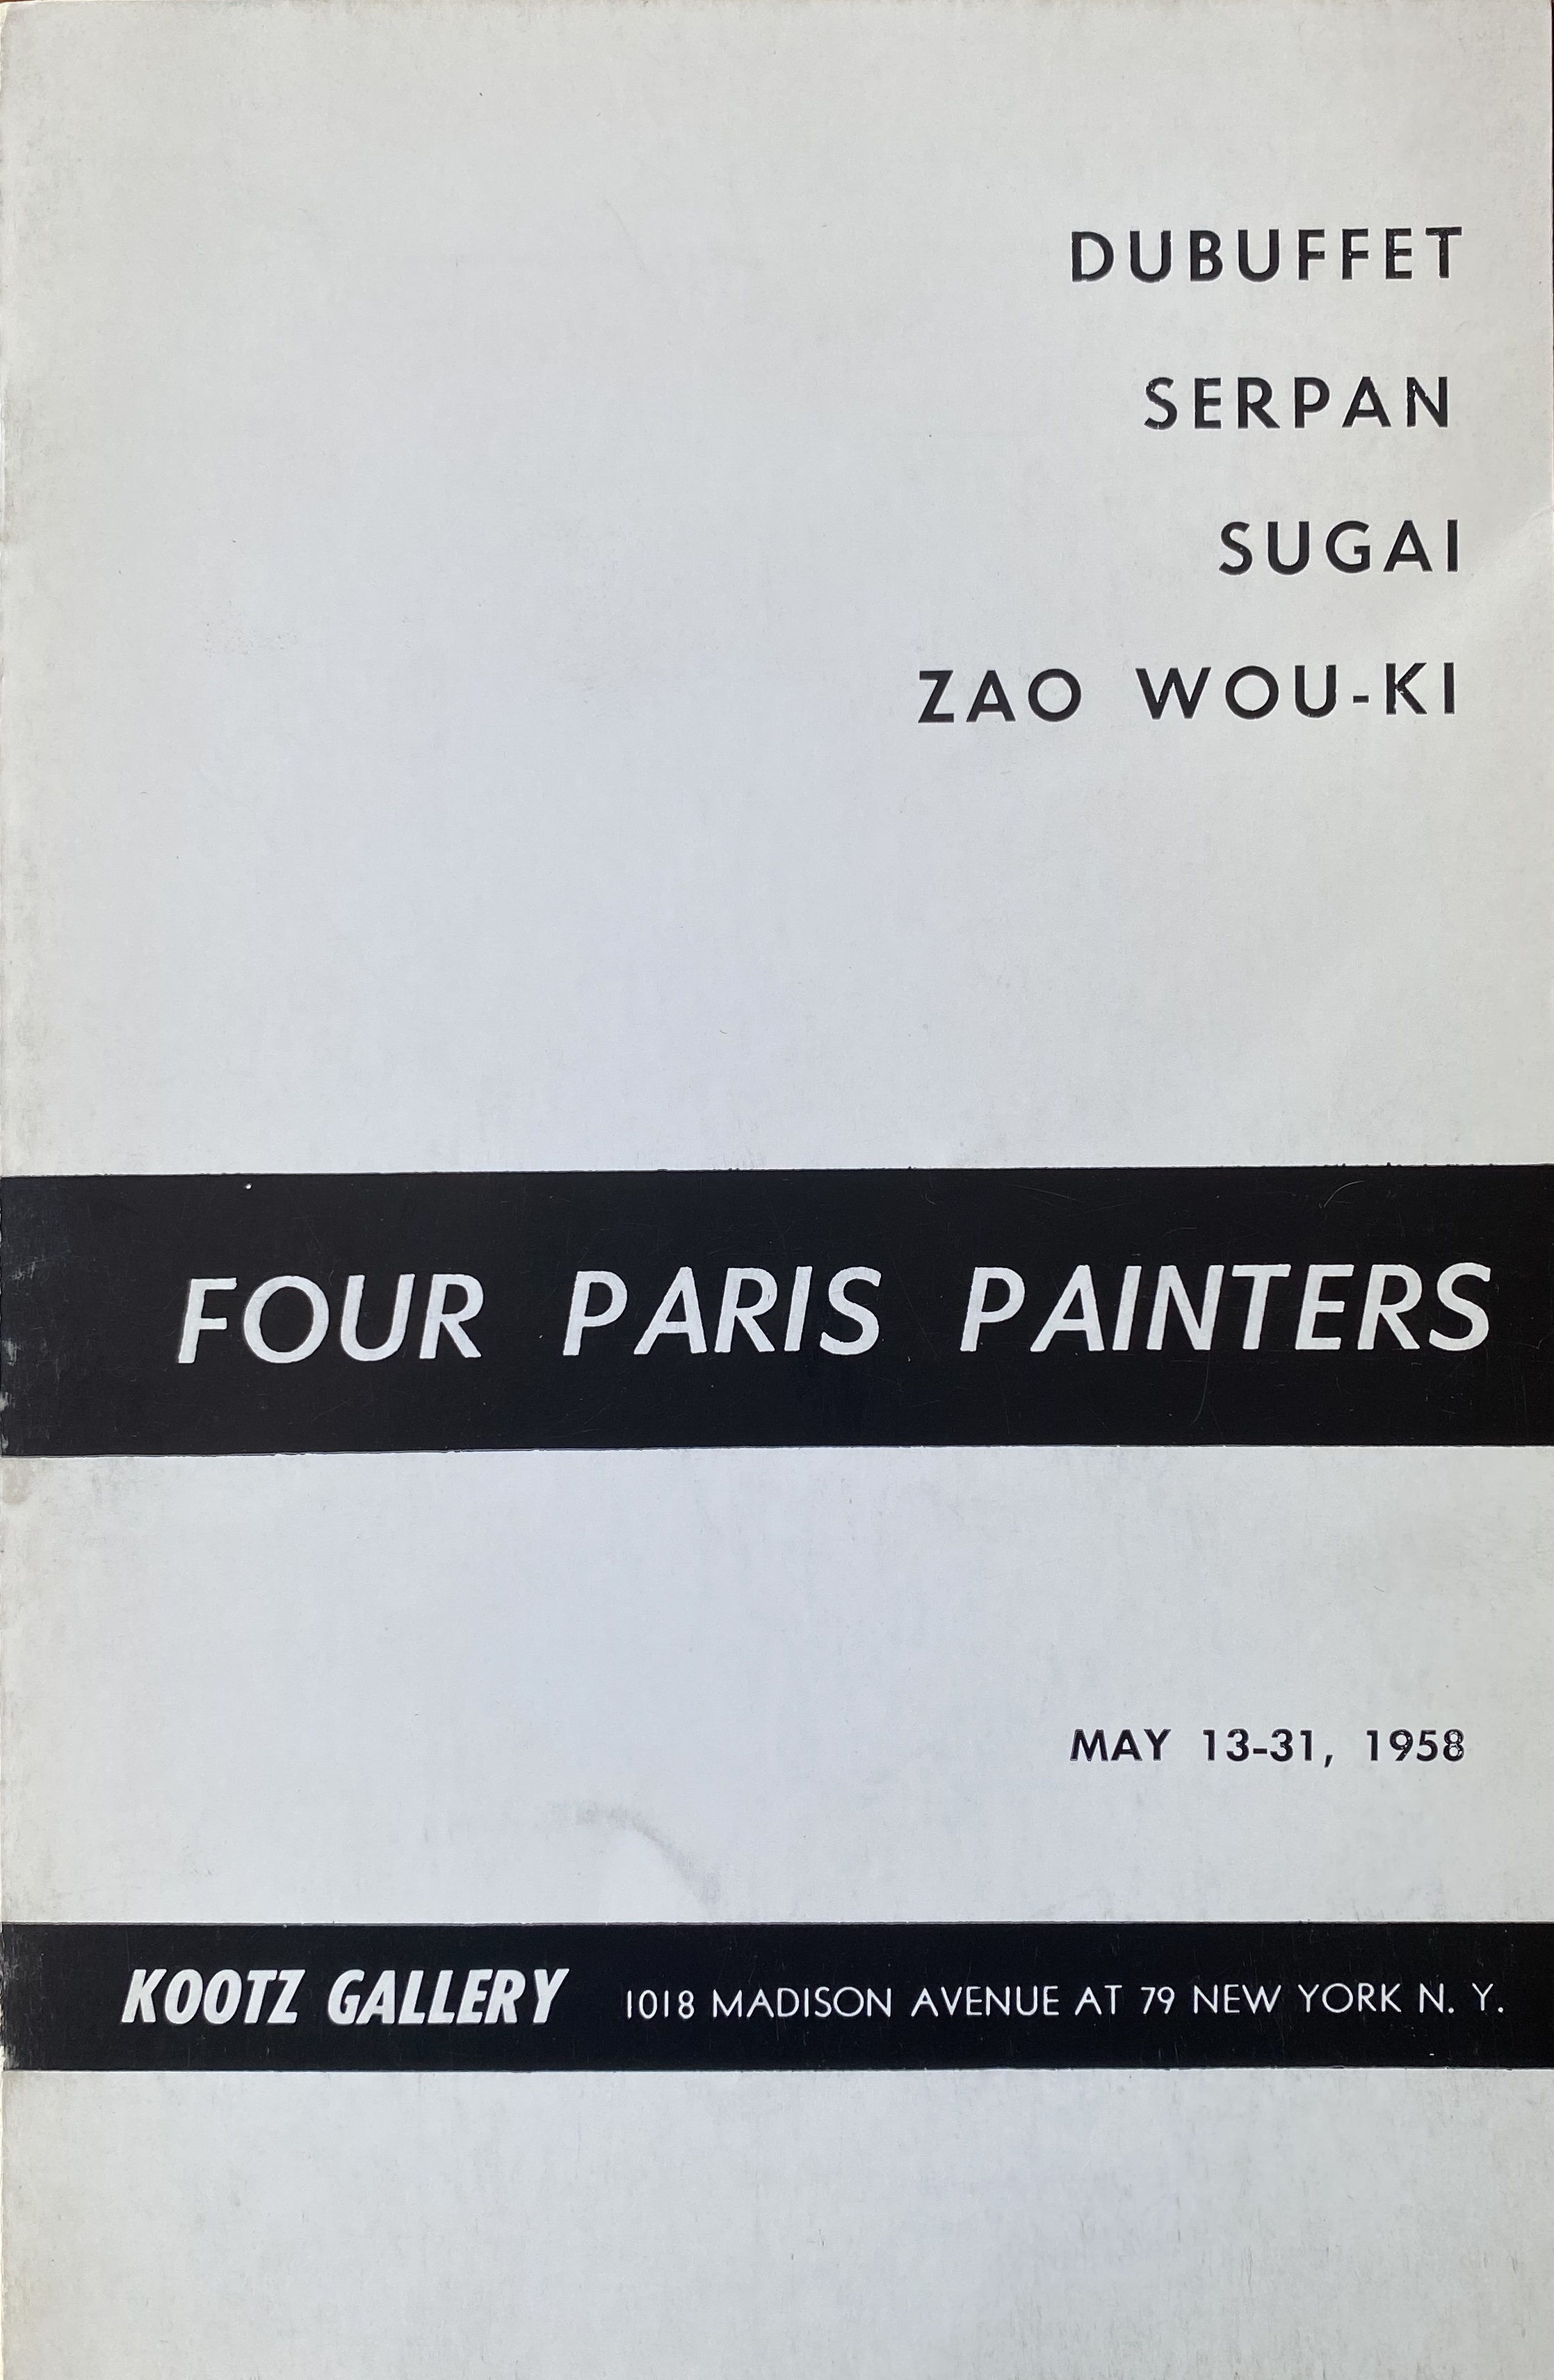 DUBUFFET
SERPAN
SUGAI
ZAO WOU-KI
FOUR PARIS PAINTERS
MAY 13-31, 1958
KOOTZ GALLERY 1018 MADISON AVENUE AT 79 NEW YORK N. Y.